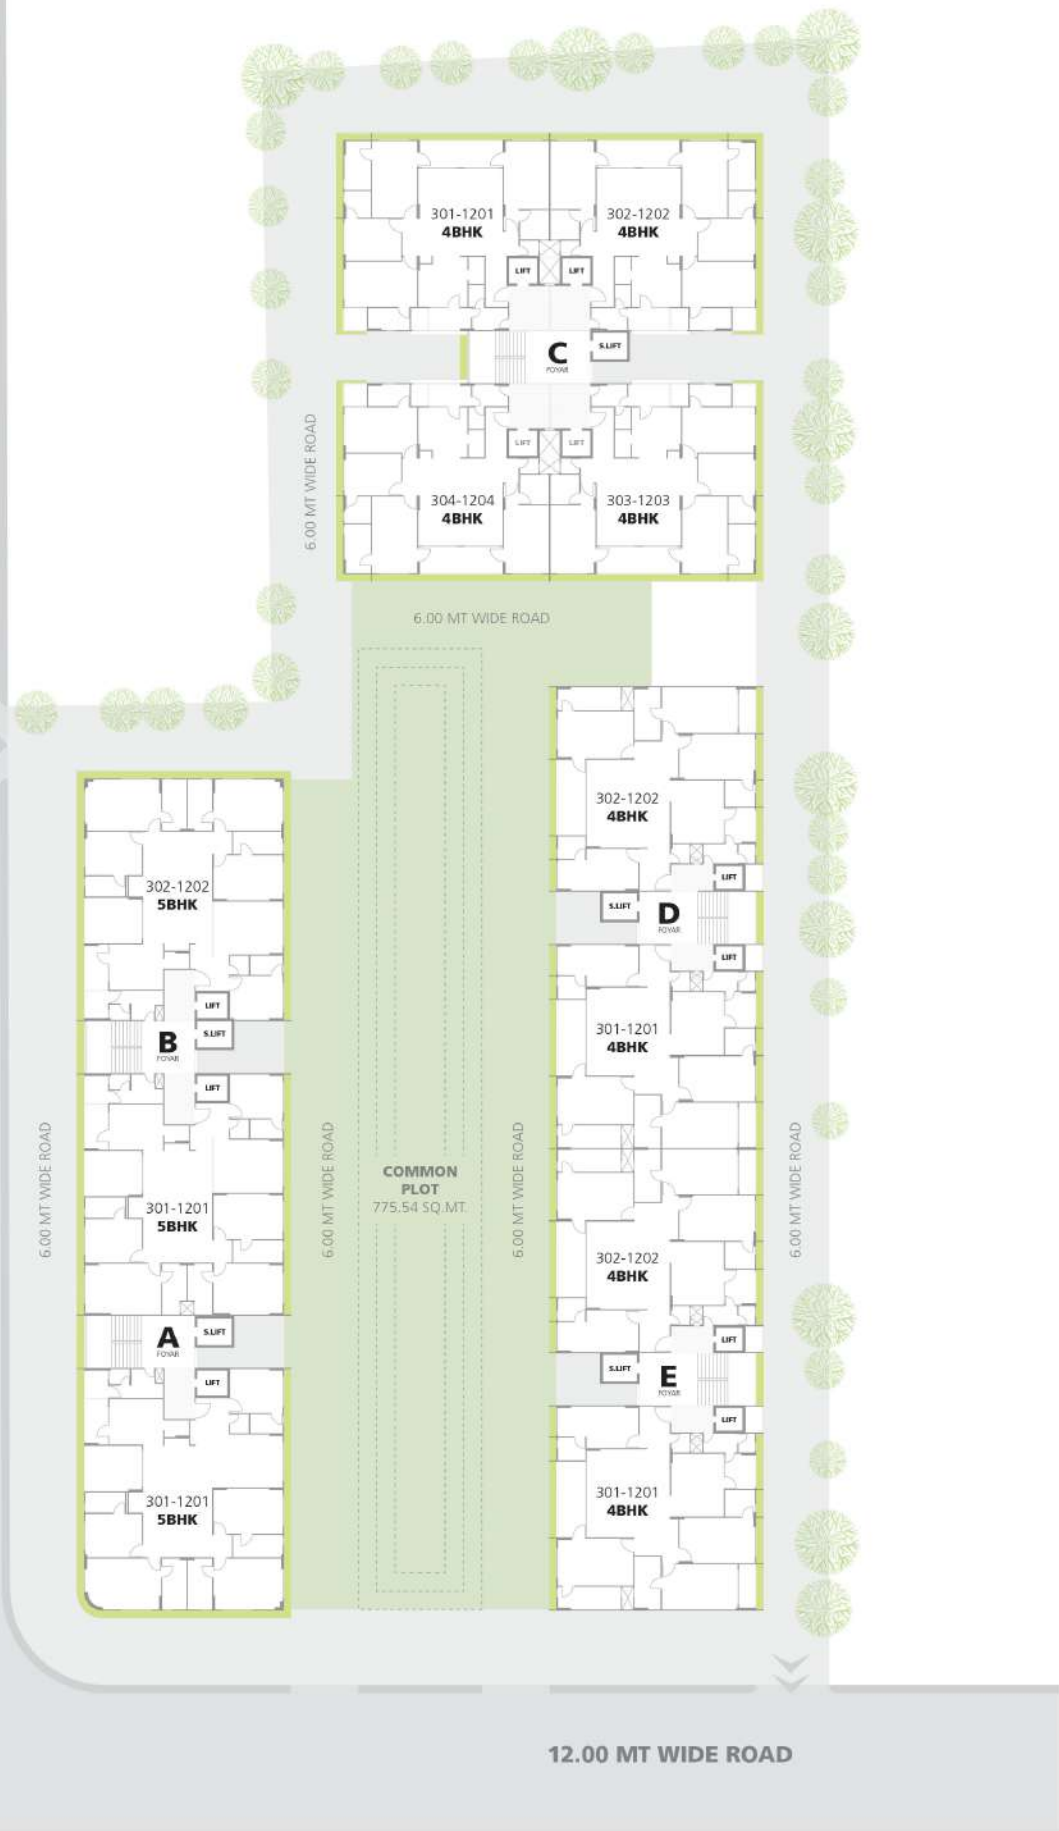 301-1201
4BHK
302-1202
4BHK
LIFT
LIFT
C
FOYAR
S.LIFT
LIFT
LIFT
304-1204
4BHK
303-1203
4BHK
6.00 MT WIDE ROAD
6.00 MT WIDE ROAD
302-1202
4BHK
LIFT
S.LIFT
D
FOYAR
LIFT
301-1201
4BHK
302-1202
5BHK
LIFT
B
FOYAR
S.LIFT
LIFT
301-1201
5BHK
6.00 MT WIDE ROAD
6.00 MT WIDE ROAD
COMMON
PLOT
775.54 SQ.MT.
6.00 MT WIDE ROAD
6.00 MT WIDE ROAD
A
FOYAR
S.LIFT
LIFT
301-1201
5BHK
302-1202
4BHK
LIFT
S.LIFT
E
FOYAR
LIFT
301-1201
4BHK
12.00 MT WIDE ROAD